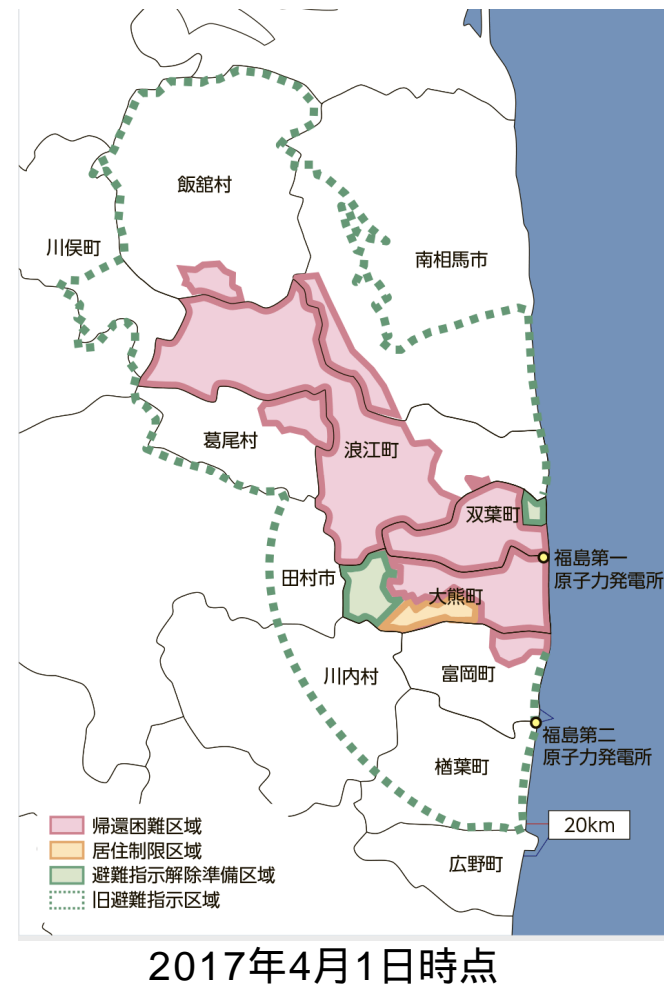 飯舘村
川俣町
南相馬市
葛尾村
浪江町
双葉町
福島第一
原子力発電所
田村市
大熊町
川内村
富岡町
福島第二
原子力発電所
楢葉町
20km
帰還困難区域
居住制限区域
避難指示解除準備区域
旧避難指示区域
広野町
2017年4月1日時点